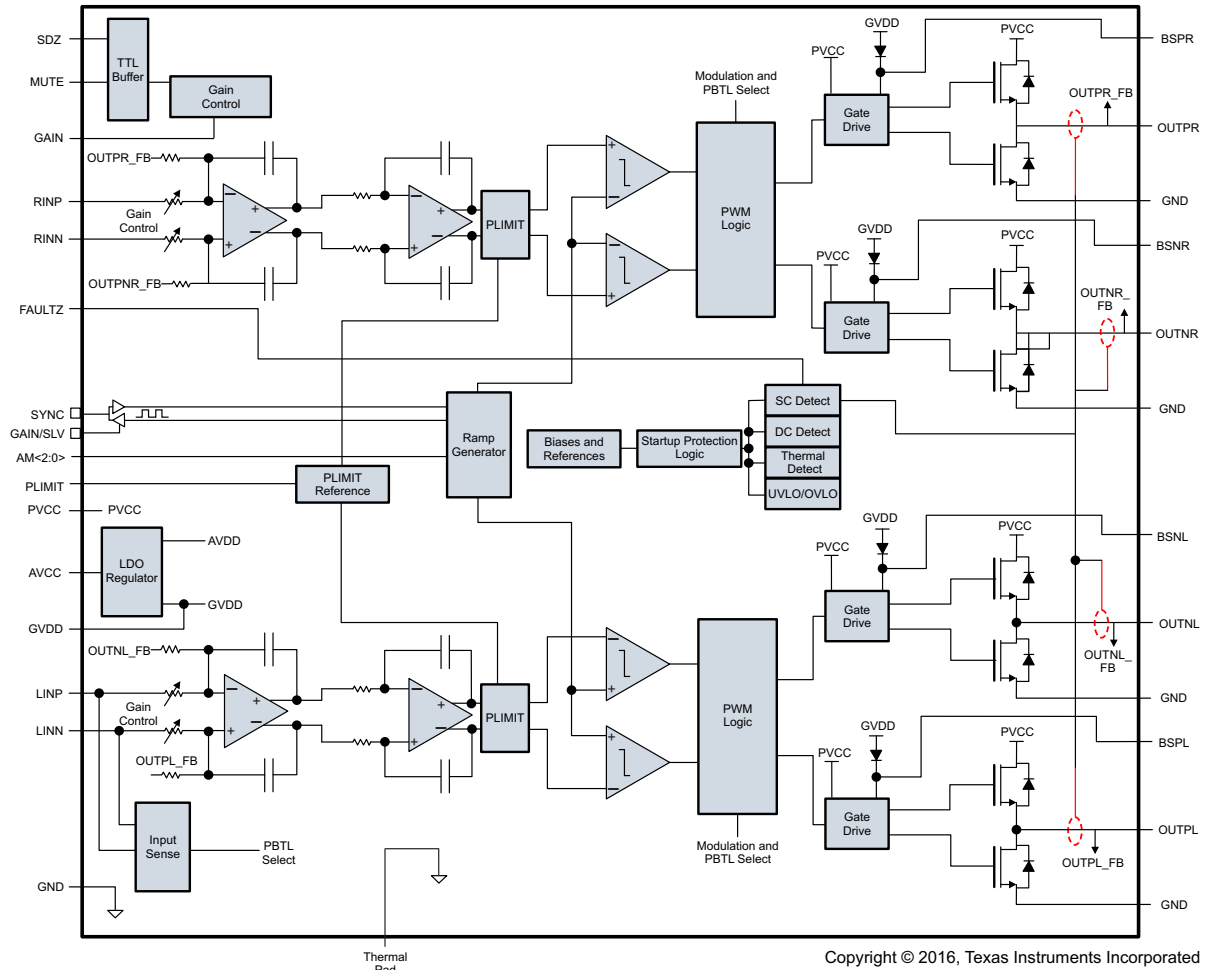 SDZ
MUTE
GAIN
TTL
Buffer
Gain
Control
OUTPR_FB
RINP
Gain
Control
RINN
OUTPNR_FB
FAULTZ
−
+
+
−
−
+
+
−
PLIMIT
+
−
−
+
Modulation and
PBTL Select
PWM
Logic
GVDD
PVCC
Gate
Drive
PVCC
BSPR
OUTPR_FB
OUTPR
GND
GVDD
PVCC
Gate
Drive
PVCC
BSNR
OUTNR_
FB
OUTNR
GND
SYNC
GAIN/SLV
AM<2:0>
PLIMIT
PVCC
PVCC
PLIMIT
Reference
Ramp
Generator
Biases and
References
Startup Protection
Logic
SC Detect
DC Detect
Thermal
Detect
UVLO/OVLO
AVCC
LDO
Regulator
AVDD
GVDD
GVDD
OUTNL_FB
LINP
Gain
Control
LINN
OUTPL_FB
−
+
+
−
−
+
+
−
PLIMIT
−
+
+
−
PWM
Logic
Modulation and
PBTL Select
GVDD
PVCC
Gate
Drive
PVCC
BSNL
OUTNL
OUTNL_
FB
GND
GVDD
PVCC
Gate
Drive
PVCC
BSPL
OUTPL
OUTPL_FB
GND
Input
Sense
PBTL
Select
GND
Thermal
Pad
Copyright © 2016, Texas Instruments Incorporated